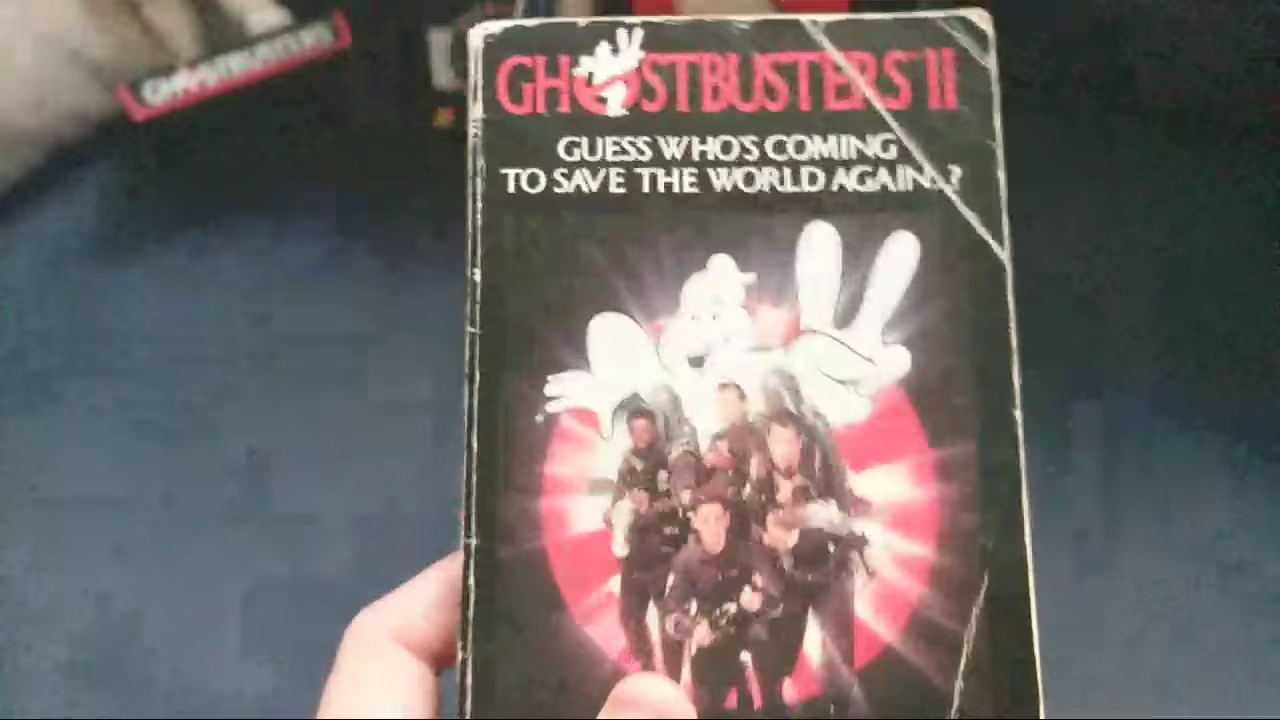 GHOSTBUSTERS
GHOSTBUSTERS II
GUESS WHO'S COMING
TO SAVE THE WORLD AGAIN..?